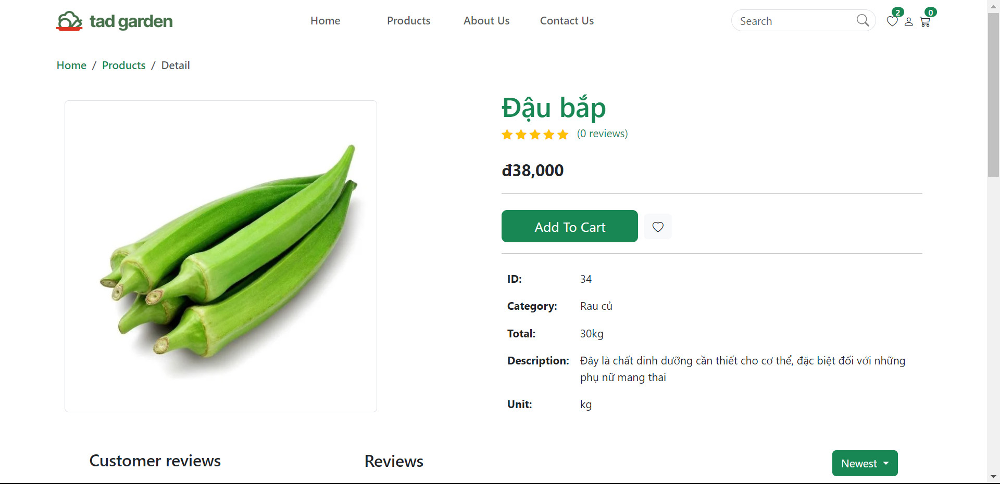 tad garden
Home
Products
About Us
Contact Us
Search
2
0
Home / Products / Detail
Đậu bắp
(0 reviews)
đ38,000
Add To Cart
ID: 34
Category: Rau củ
Total: 30kg
Description: Đây là chất dinh dưỡng cần thiết cho cơ thể, đặc biệt đối với những
phụ nữ mang thai
Unit: kg
Customer reviews
Reviews
Newest